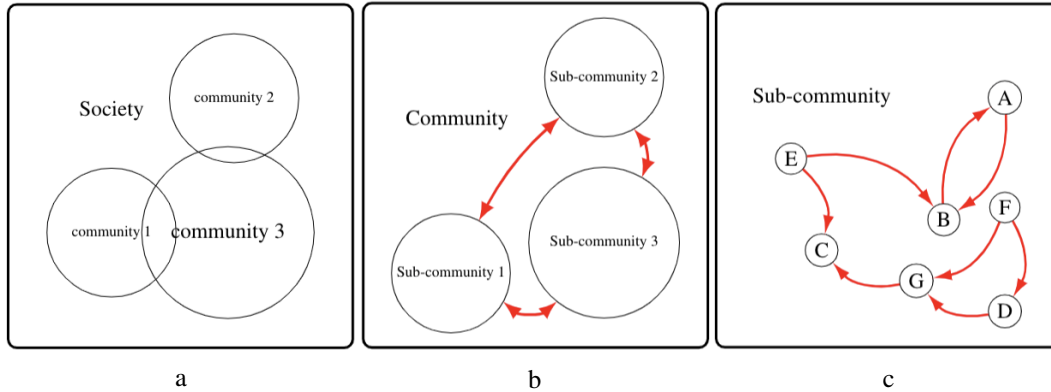 Society
community 2
community 1
community 3
a
Community
Sub-community 2
Sub-community 3
Sub-community 1
b
Sub-community
A
E
B
F
C
G
D
c